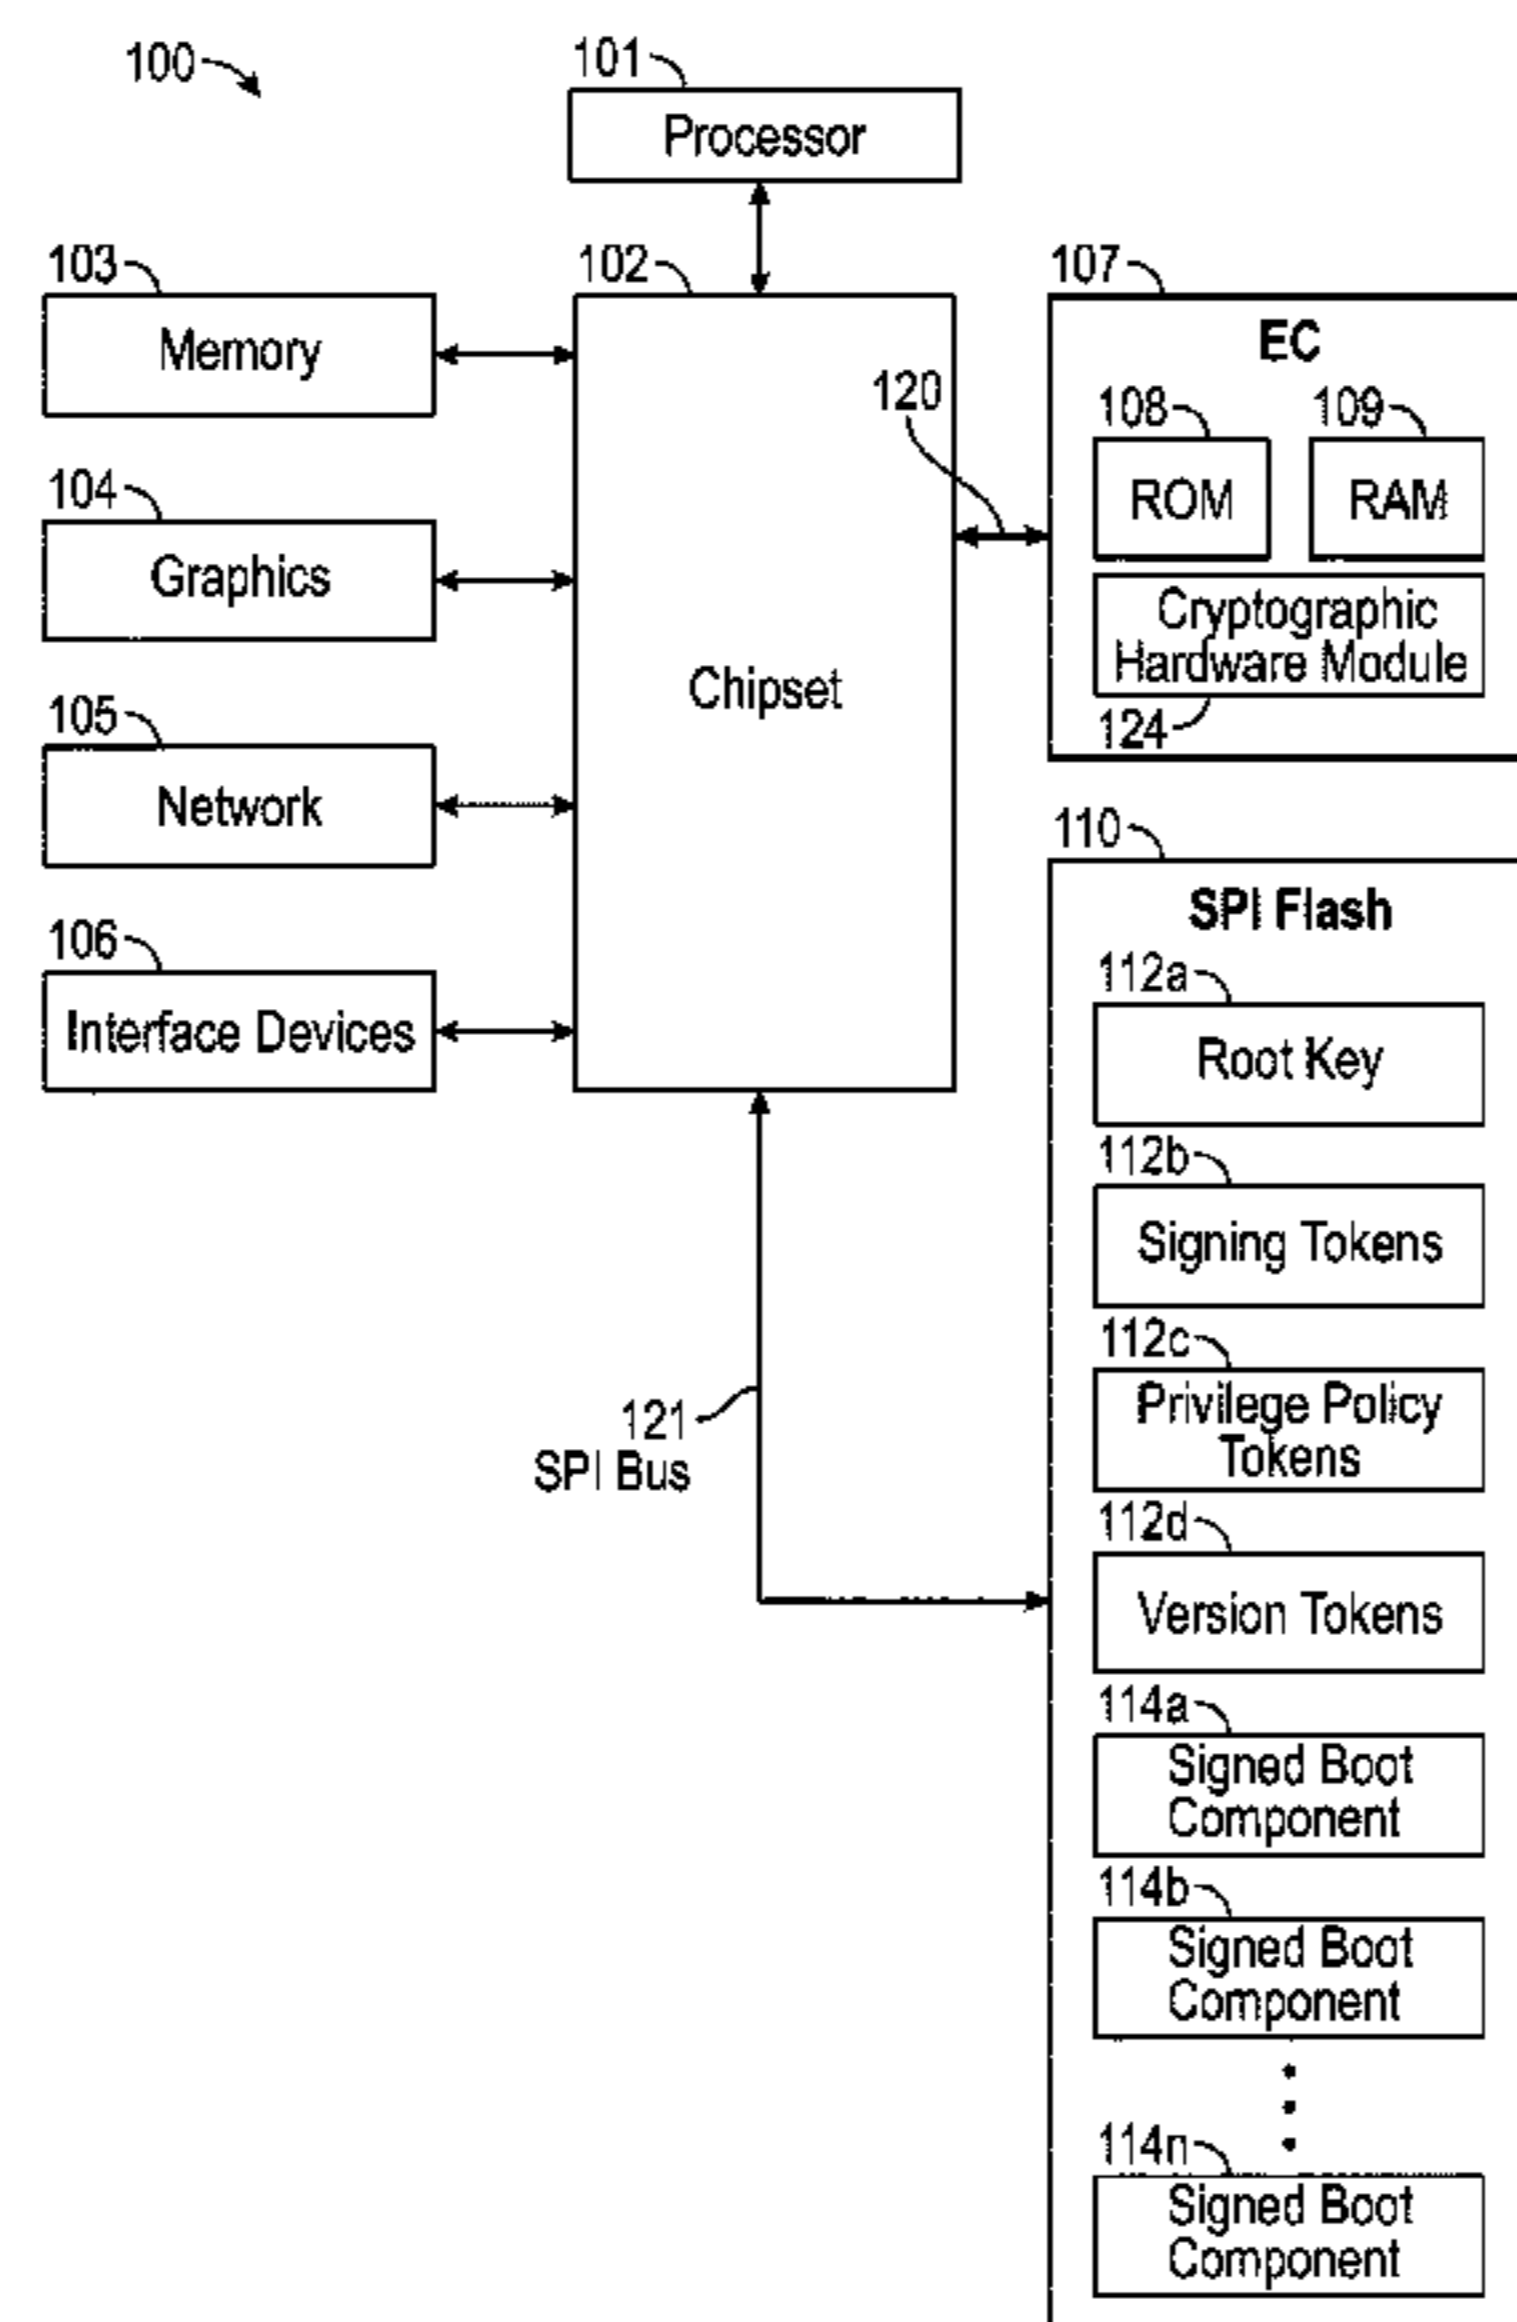 100
101
Processor
103
Memory
102
Chipset
104
Graphics
105
Network
106
Interface Devices
120
107
EC
108
ROM
109
RAM
Cryptographic
Hardware Module
124
121
SPI Bus
110
SPI Flash
112a
Root Key
112b
Signing Tokens
112c
Privilege Policy
Tokens
112d
Version Tokens
114a
Signed Boot
Component
114b
Signed Boot
Component
114n
Signed Boot
Component